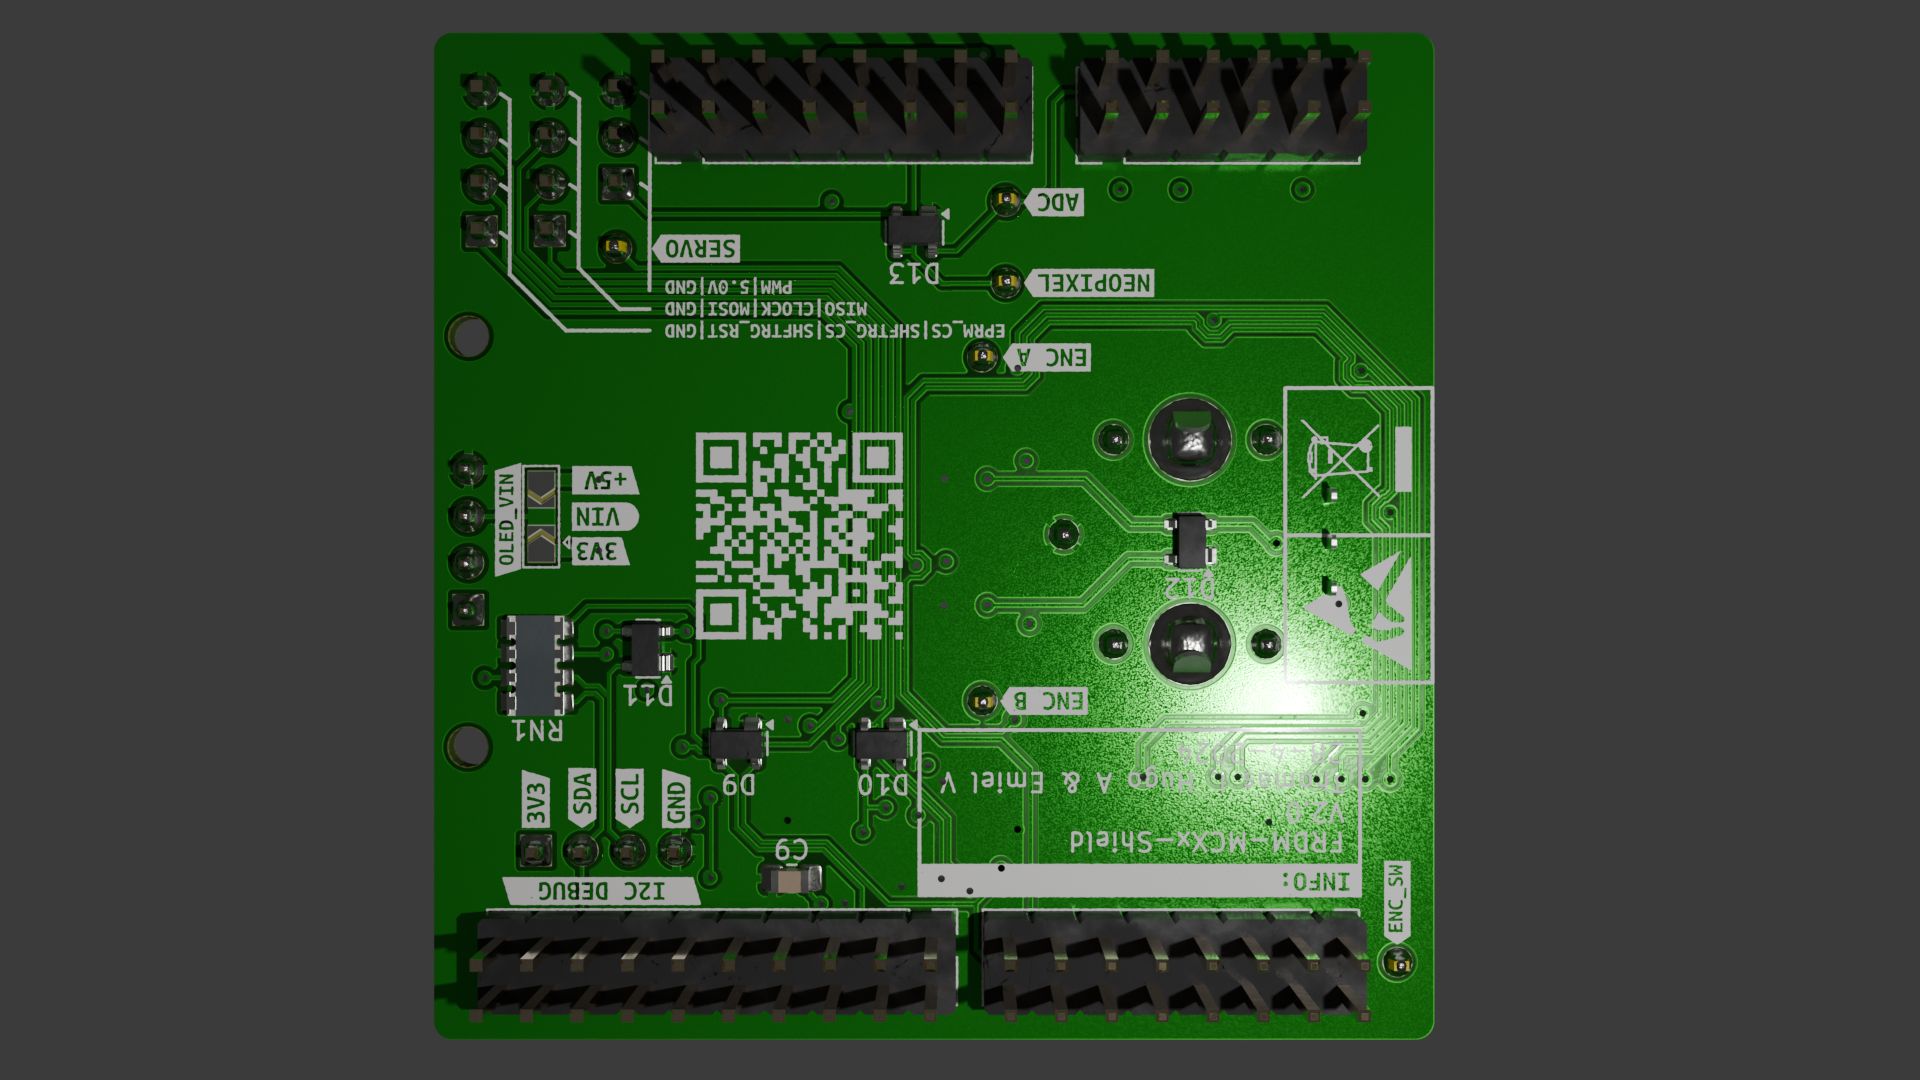 ADC
SERVO
D13
NEOPIXEL
PWM|5.0V|GND
MISO|CLOCK|MOSI|GND
EPRM_CS|SHFTRG_CS|SHFTRG_RST|GND
ENC A
OLED_VIN
+5V
VIN
3V3
D12
D11
RN1
ENC B
D9
D10
3V3
SDA
SCL
GND
I2C DEBUG
C9
INFO:
FRDM-MCXx-Shield
V2.0
Hugo A & Emiel V
ENC_SW